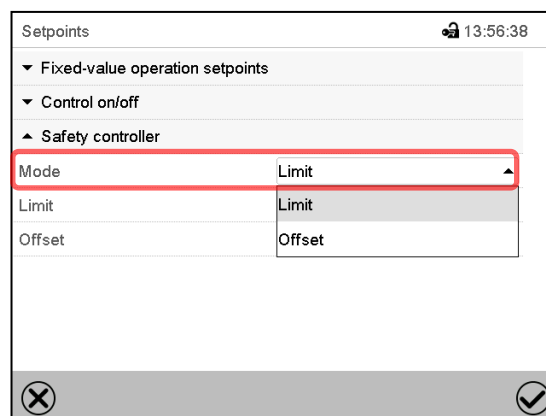 Setpoints 13:56:38
Fixed-value operation setpoints
Control on/off
Safety controller
Mode Limit
Limit Limit
Offset Offset